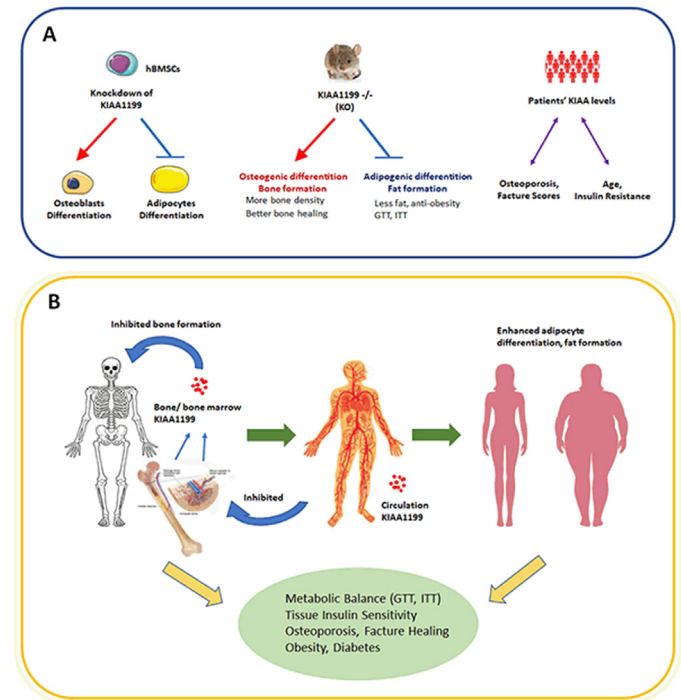 A
hBMSCs
Knockdown of
KIAA1199
Osteoblasts
Differentiation
Adipocytes
Differentiation
KIAA1199 -/-
(KO)
Osteogenic differentition
Bone formation
More bone density
Better bone healing
Adipogenic differentition
Fat formation
Less fat, anti-obesity
GTT, ITT
Patients' KIAA levels
Osteoporosis,
Facture Scores
Age,
Insulin Resistance
B
Inhibited bone formation
Bone/ bone marrow
KIAA1199
Inhibited
Circulation
KIAA1199
Enhanced adipocyte
differentiation, fat formation
Metabolic Balance (GTT, ITT)
Tissue Insulin Sensitivity
Osteoporosis, Facture Healing
Obesity, Diabetes